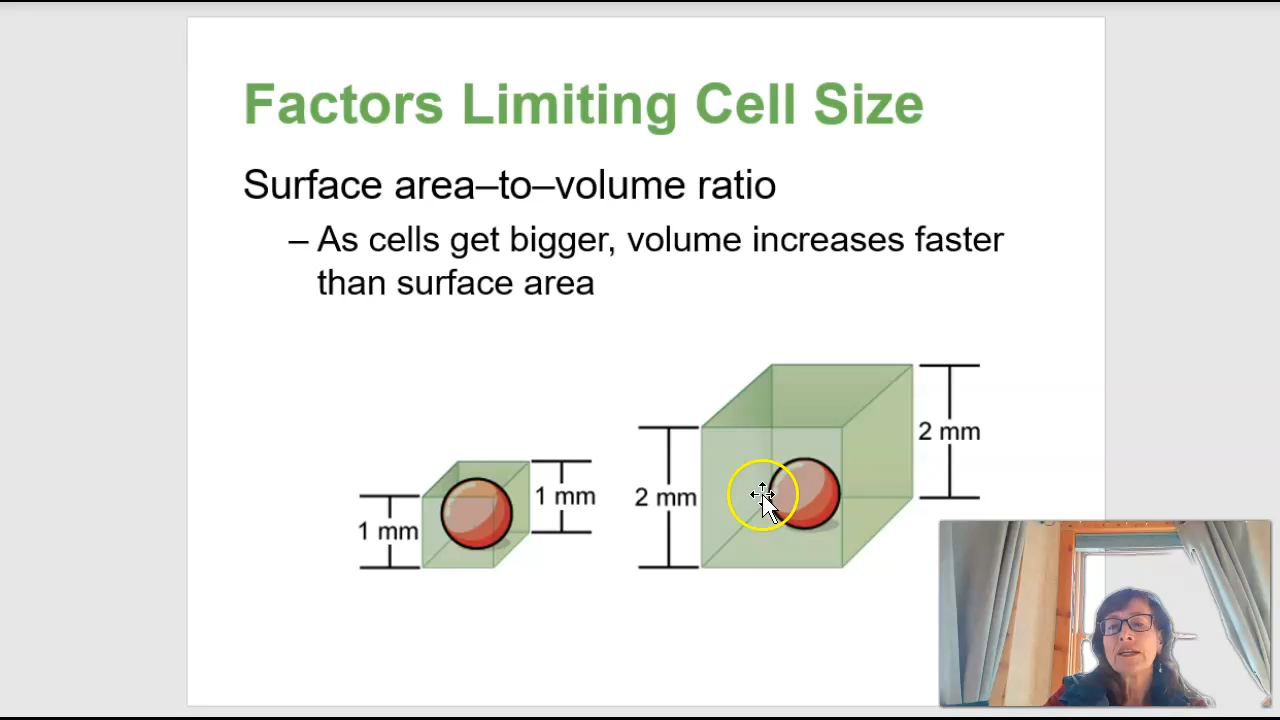 Factors Limiting Cell Size
Surface area–to–volume ratio
– As cells get bigger, volume increases faster
than surface area
1 mm
1 mm
2 mm
2 mm